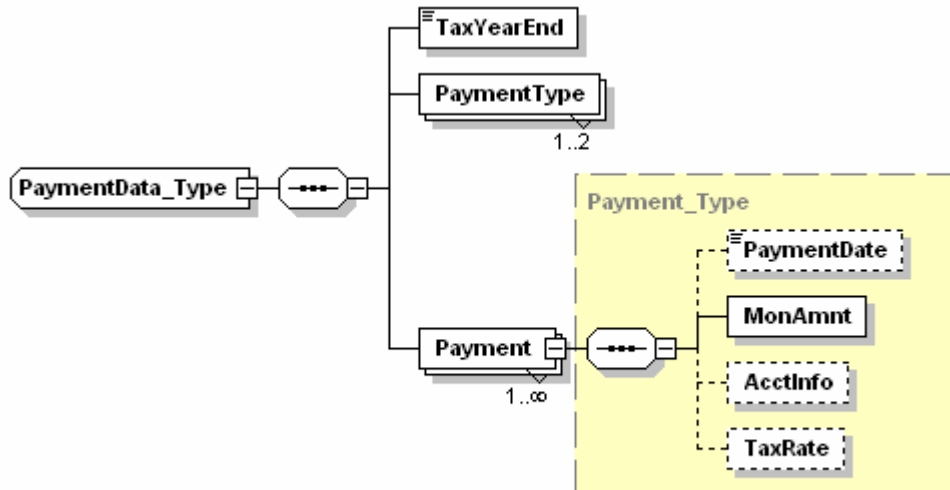 TaxYearEnd
PaymentType
1..2
PaymentData_Type
Payment_Type
PaymentDate
MonAmnt
Payment
1..∞
AcctInfo
TaxRate